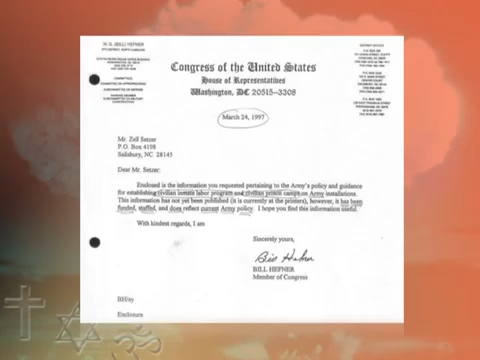 W. G. (BILL) HEFNER
Congress of the United States
House of Representatives
Washington, DC 20515–3308
March 24, 1997
Mr. Zell Setzer
P.O. Box 4198
Salisbury, NC 28145
Dear Mr. Setzer:
Enclosed is the information you requested pertaining to the Army's policy and guidance
for establishing civilian inmate labor program and civilian prison camps on Army installations.
This information has not yet been published (it is currently at the printers), however, it has been
funded, staffed, and does reflect current Army policy. I hope you find this information useful.
With kindest regards, I am
Sincerely yours,
Bill Hefner
BILL HEFNER
Member of Congress
Enclosure